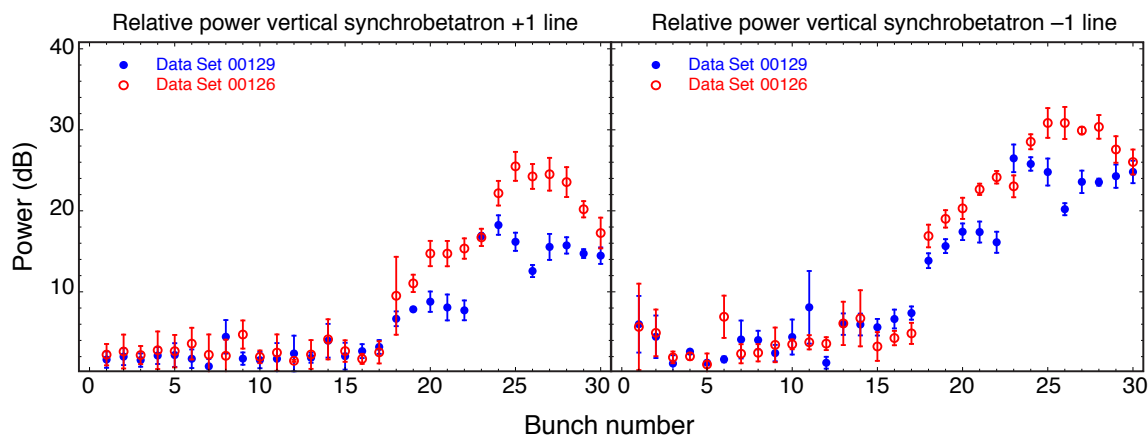 Relative power vertical synchrobetatron +1 line
Relative power vertical synchrobetatron −1 line
Data Set 00129
Data Set 00126
Data Set 00129
Data Set 00126
Power (dB)
40
30
20
10
0 5 10 15 20 25 30
0 5 10 15 20 25 30
Bunch number